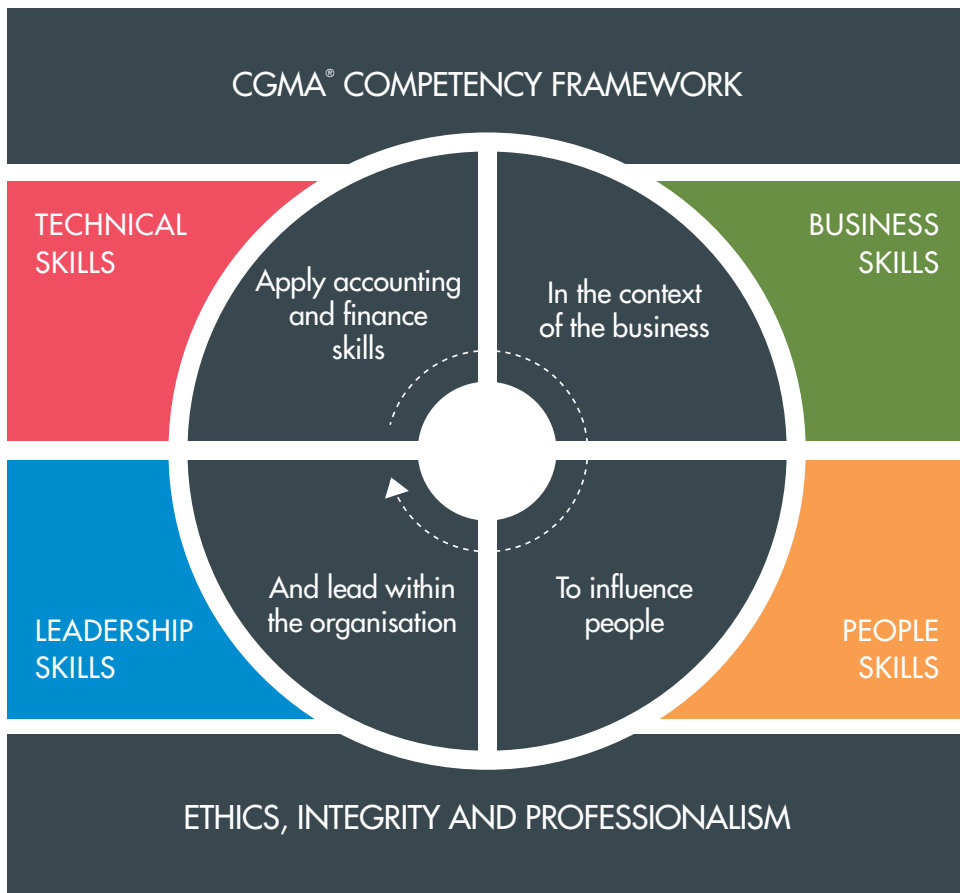 CGMA® COMPETENCY FRAMEWORK
TECHNICAL
SKILLS
Apply accounting
and finance
skills
In the context
of the business
BUSINESS
SKILLS
LEADERSHIP
SKILLS
And lead within
the organisation
To influence
people
PEOPLE
SKILLS
ETHICS, INTEGRITY AND PROFESSIONALISM